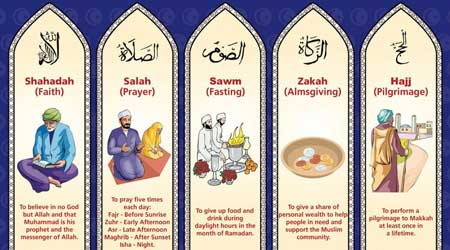 لا إله إلا الله
Shahadah
(Faith)
To believe in no God
but Allah and that
Muhammad is his
prophet and the
messenger of Allah.
الصلاة
Salah
(Prayer)
To pray five times
each day:
Fajr - Before Sunrise
Zuhr - Early Afternoon
Asr - Late Afternoon
Maghrib - After Sunset
Isha - Night.
الصوم
Sawm
(Fasting)
To give up food and
drink during
daylight hours in the
month of Ramadan.
الزكاة
Zakah
(Almsgiving)
To give a share of
personal wealth to help
people in need and
support the Muslim
community.
الحج
Hajj
(Pilgrimage)
To perform a
pilgrimage to Makkah
at least once in a
lifetime.